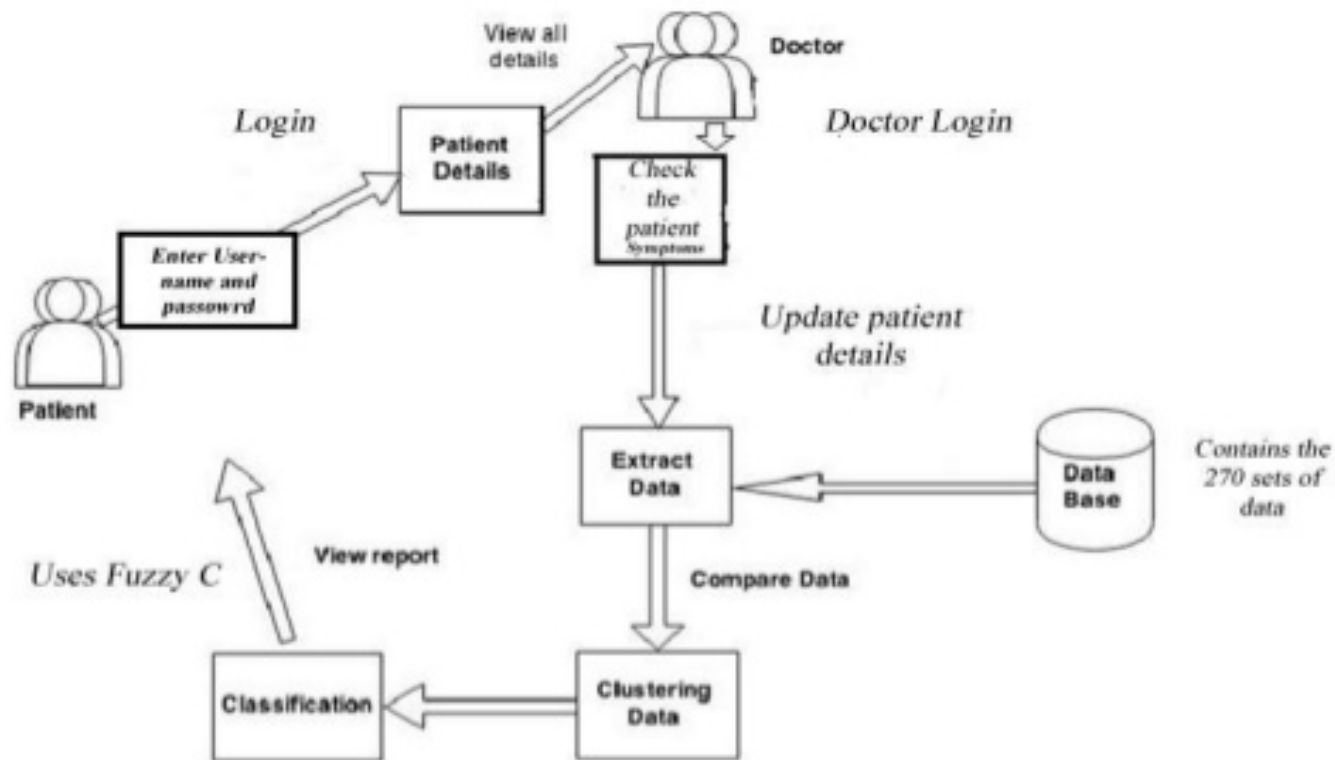 View all
details
Doctor
Login
Doctor Login
Patient
Details
Check
the
patient
Symptoms
Enter User-
name and
passowrd
Patient
Update patient
details
Extract
Data
Data
Base
Contains the
270 sets of
data
View report
Uses Fuzzy C
Compare Data
Classification
Clustering
Data